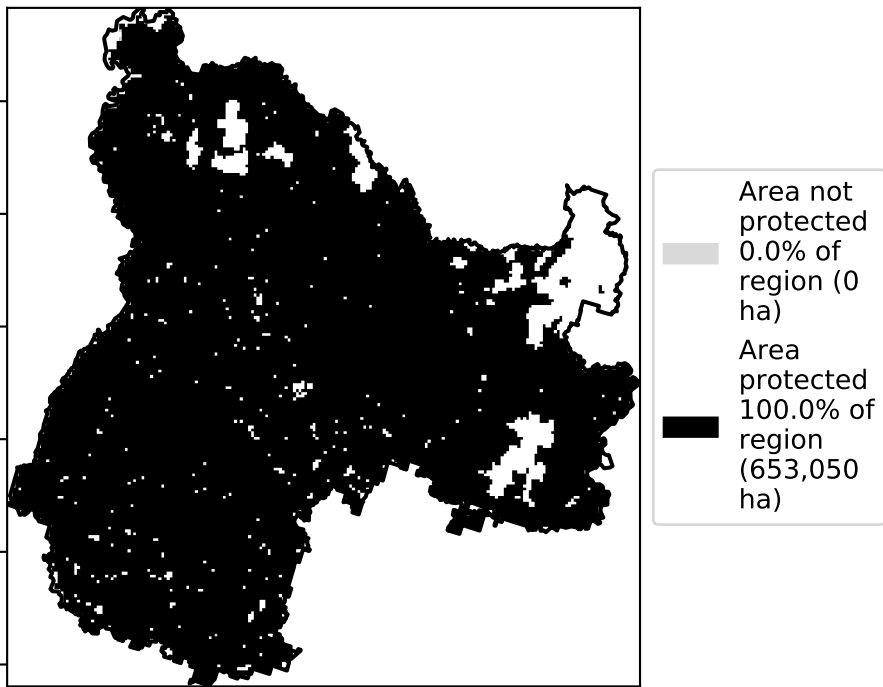 Area not
protected
0.0% of
region (0
ha)
Area
protected
100.0% of
region
(653,050
ha)